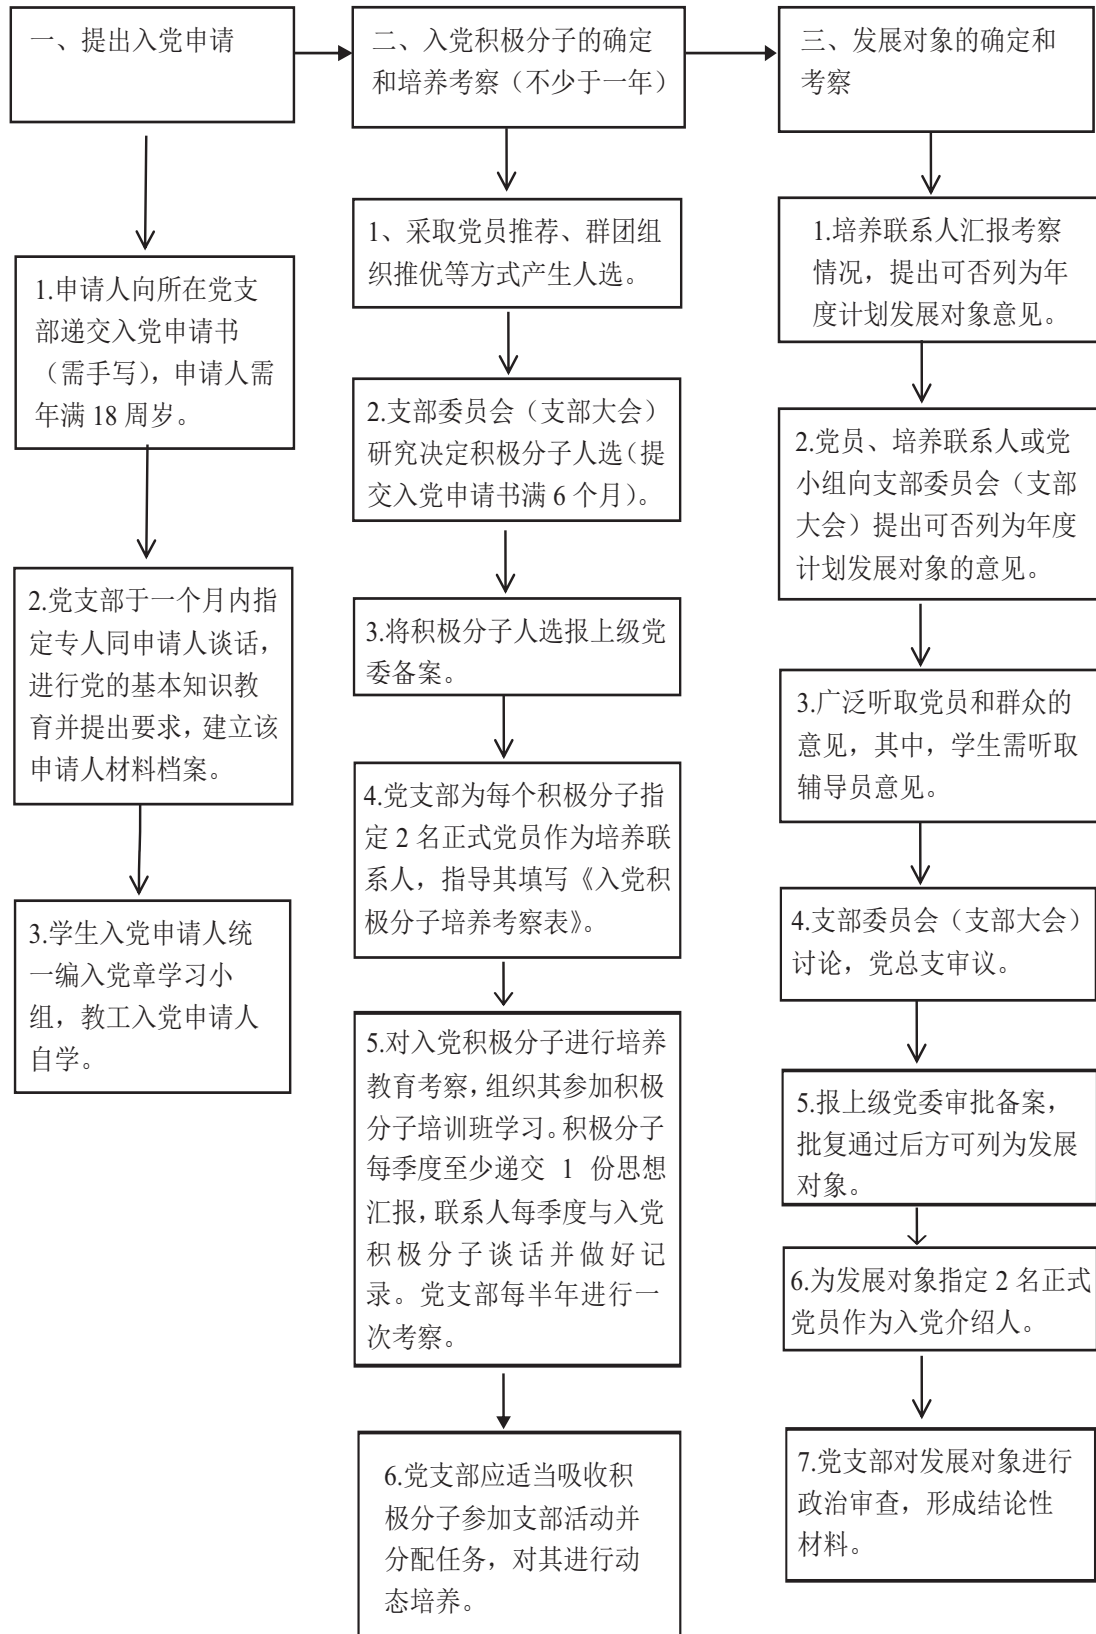 一、提出入党申请
二、入党积极分子的确定
和培养考察（不少于一年）
三、发展对象的确定和
考察
1.申请人向所在党支
部递交入党申请书
（需手写），申请人需
年满 18 周岁。
2.党支部于一个月内指
定专人同申请人谈话，
进行党的基本知识教
育并提出要求，建立该
申请人材料档案。
3.学生入党申请人统
一编入党章学习小
组，教工入党申请人
自学。
1、采取党员推荐、群团组
织推优等方式产生人选。
2.支部委员会（支部大会）
研究决定积极分子人选（提
交入党申请书满 6 个月）。
3.将积极分子人选报上级党
委备案。
4.党支部为每个积极分子指
定 2 名正式党员作为培养联
系人，指导其填写《入党积
极分子培养考察表》。
5.对入党积极分子进行培养
教育考察，组织其参加积极
分子培训班学习。积极分子
每季度至少递交 1 份思想
汇报，联系人每季度与入党
积极分子谈话并做好记
录。党支部每半年进行一
次考察。
6.党支部应适当吸收积
极分子参加支部活动并
分配任务，对其进行动
态培养。
1.培养联系人汇报考察
情况，提出可否列为年
度计划发展对象意见。
2.党员、培养联系人或党
小组向支部委员会（支部
大会）提出可否列为年度
计划发展对象的意见。
3.广泛听取党员和群众的
意见，其中，学生需听取
辅导员意见。
4.支部委员会（支部大会）
讨论，党总支审议。
5.报上级党委审批备案，
批复通过后方可列为发展
对象。
6.为发展对象指定 2 名正式
党员作为入党介绍人。
7.党支部对发展对象进行
政治审查，形成结论性
材料。